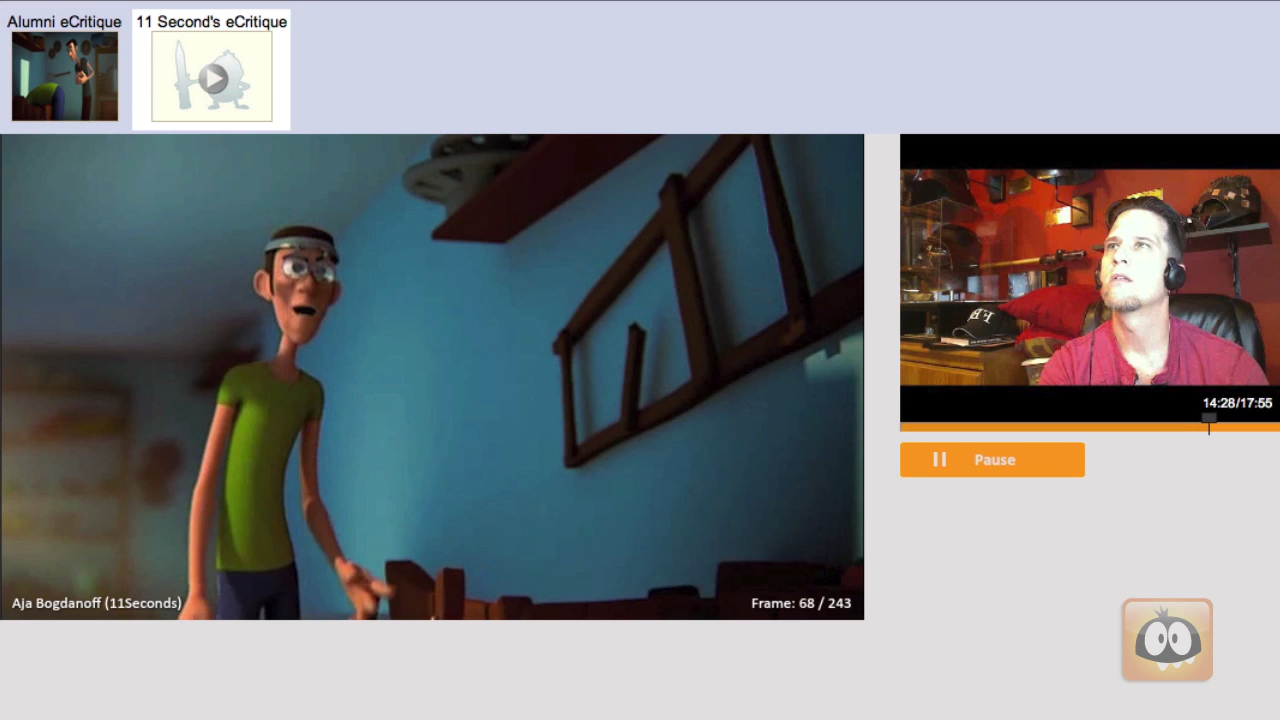 Alumni eCritique
11 Second's eCritique
14:28/17:55
Pause
Aja Bogdanoff (11Seconds)
Frame: 68 / 243